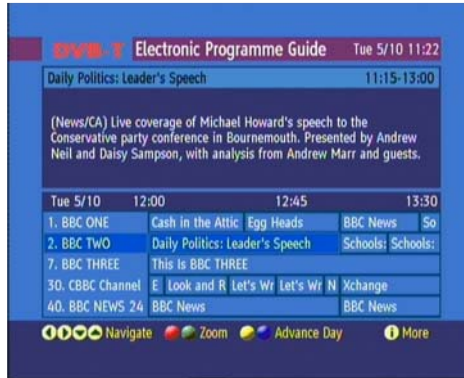 DVB-T Electronic Programme Guide Tue 5/10 11:22
Daily Politics: Leader's Speech 11:15-13:00
(News/CA) Live coverage of Michael Howard's speech to the
Conservative party conference in Bournemouth. Presented by Andrew
Neil and Daisy Sampson, with analysis from Andrew Marr and guests.
Tue 5/10 12:00 12:45 13:30
1. BBC ONE Cash in the Attic Egg Heads BBC News So
2. BBC TWO Daily Politics: Leader's Speech Schools: Schools:
7. BBC THREE This Is BBC THREE
30. CBBC Channel E Look and R Let's Wr Let's Wr N Xchange
40. BBC NEWS 24 BBC News BBC News
Navigate Zoom Advance Day i More